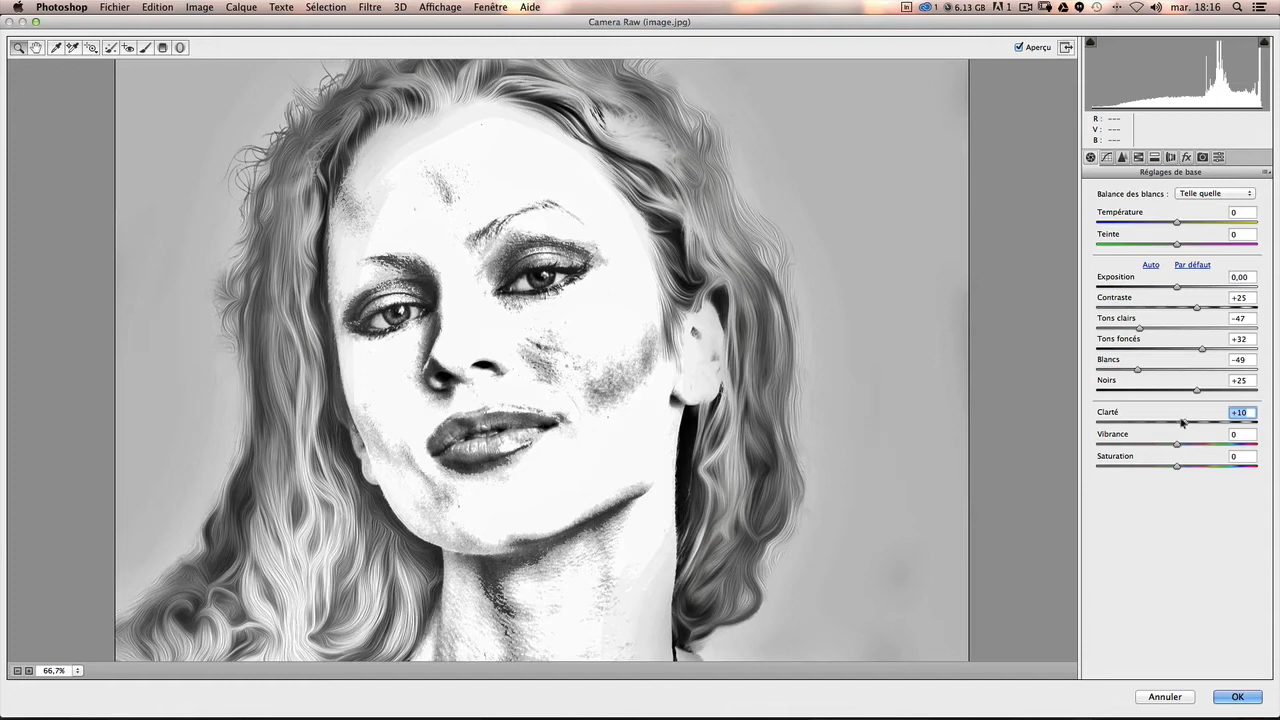 Photoshop Fichier Edition Image Calque Texte Sélection Filtre 3D Affichage Fenêtre Aide 1 6.13 GB 1 mar. 18:16
Camera Raw (image.jpg)
Aperçu
R : ---
V : ---
B : ---
fx
Réglages de base
Balance des blancs : Telle quelle
Température 0
Teinte 0
Auto Par défaut
Exposition 0,00
Contraste +25
Tons clairs -47
Tons foncés +32
Blancs -49
Noirs +25
Clarté +10
Vibrance 0
Saturation 0
66,7%
Annuler OK